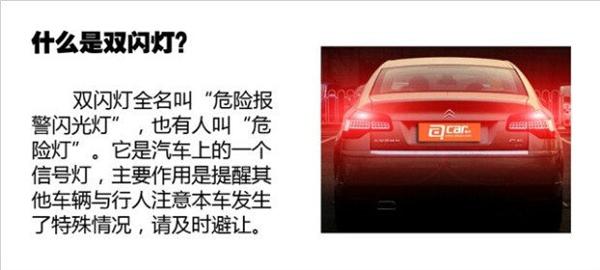 什么是双闪灯?
双闪灯全名叫“危险报
警闪光灯”，也有人叫“危
险灯”。它是汽车上的一个
信号灯，主要作用是提醒其
他车辆与行人注意本车发生
了特殊情况，请及时避让。
acar
C5